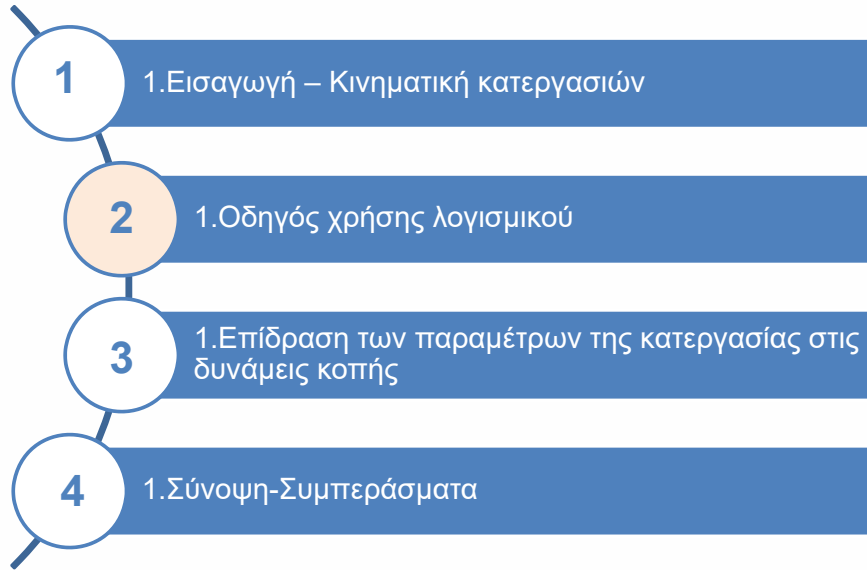 1
1.Εισαγωγή – Κινηματική κατεργασιών
2
1.Οδηγός χρήσης λογισμικού
3
1.Επίδραση των παραμέτρων της κατεργασίας στις
δυνάμεις κοπής
4
1.Σύνοψη-Συμπεράσματα